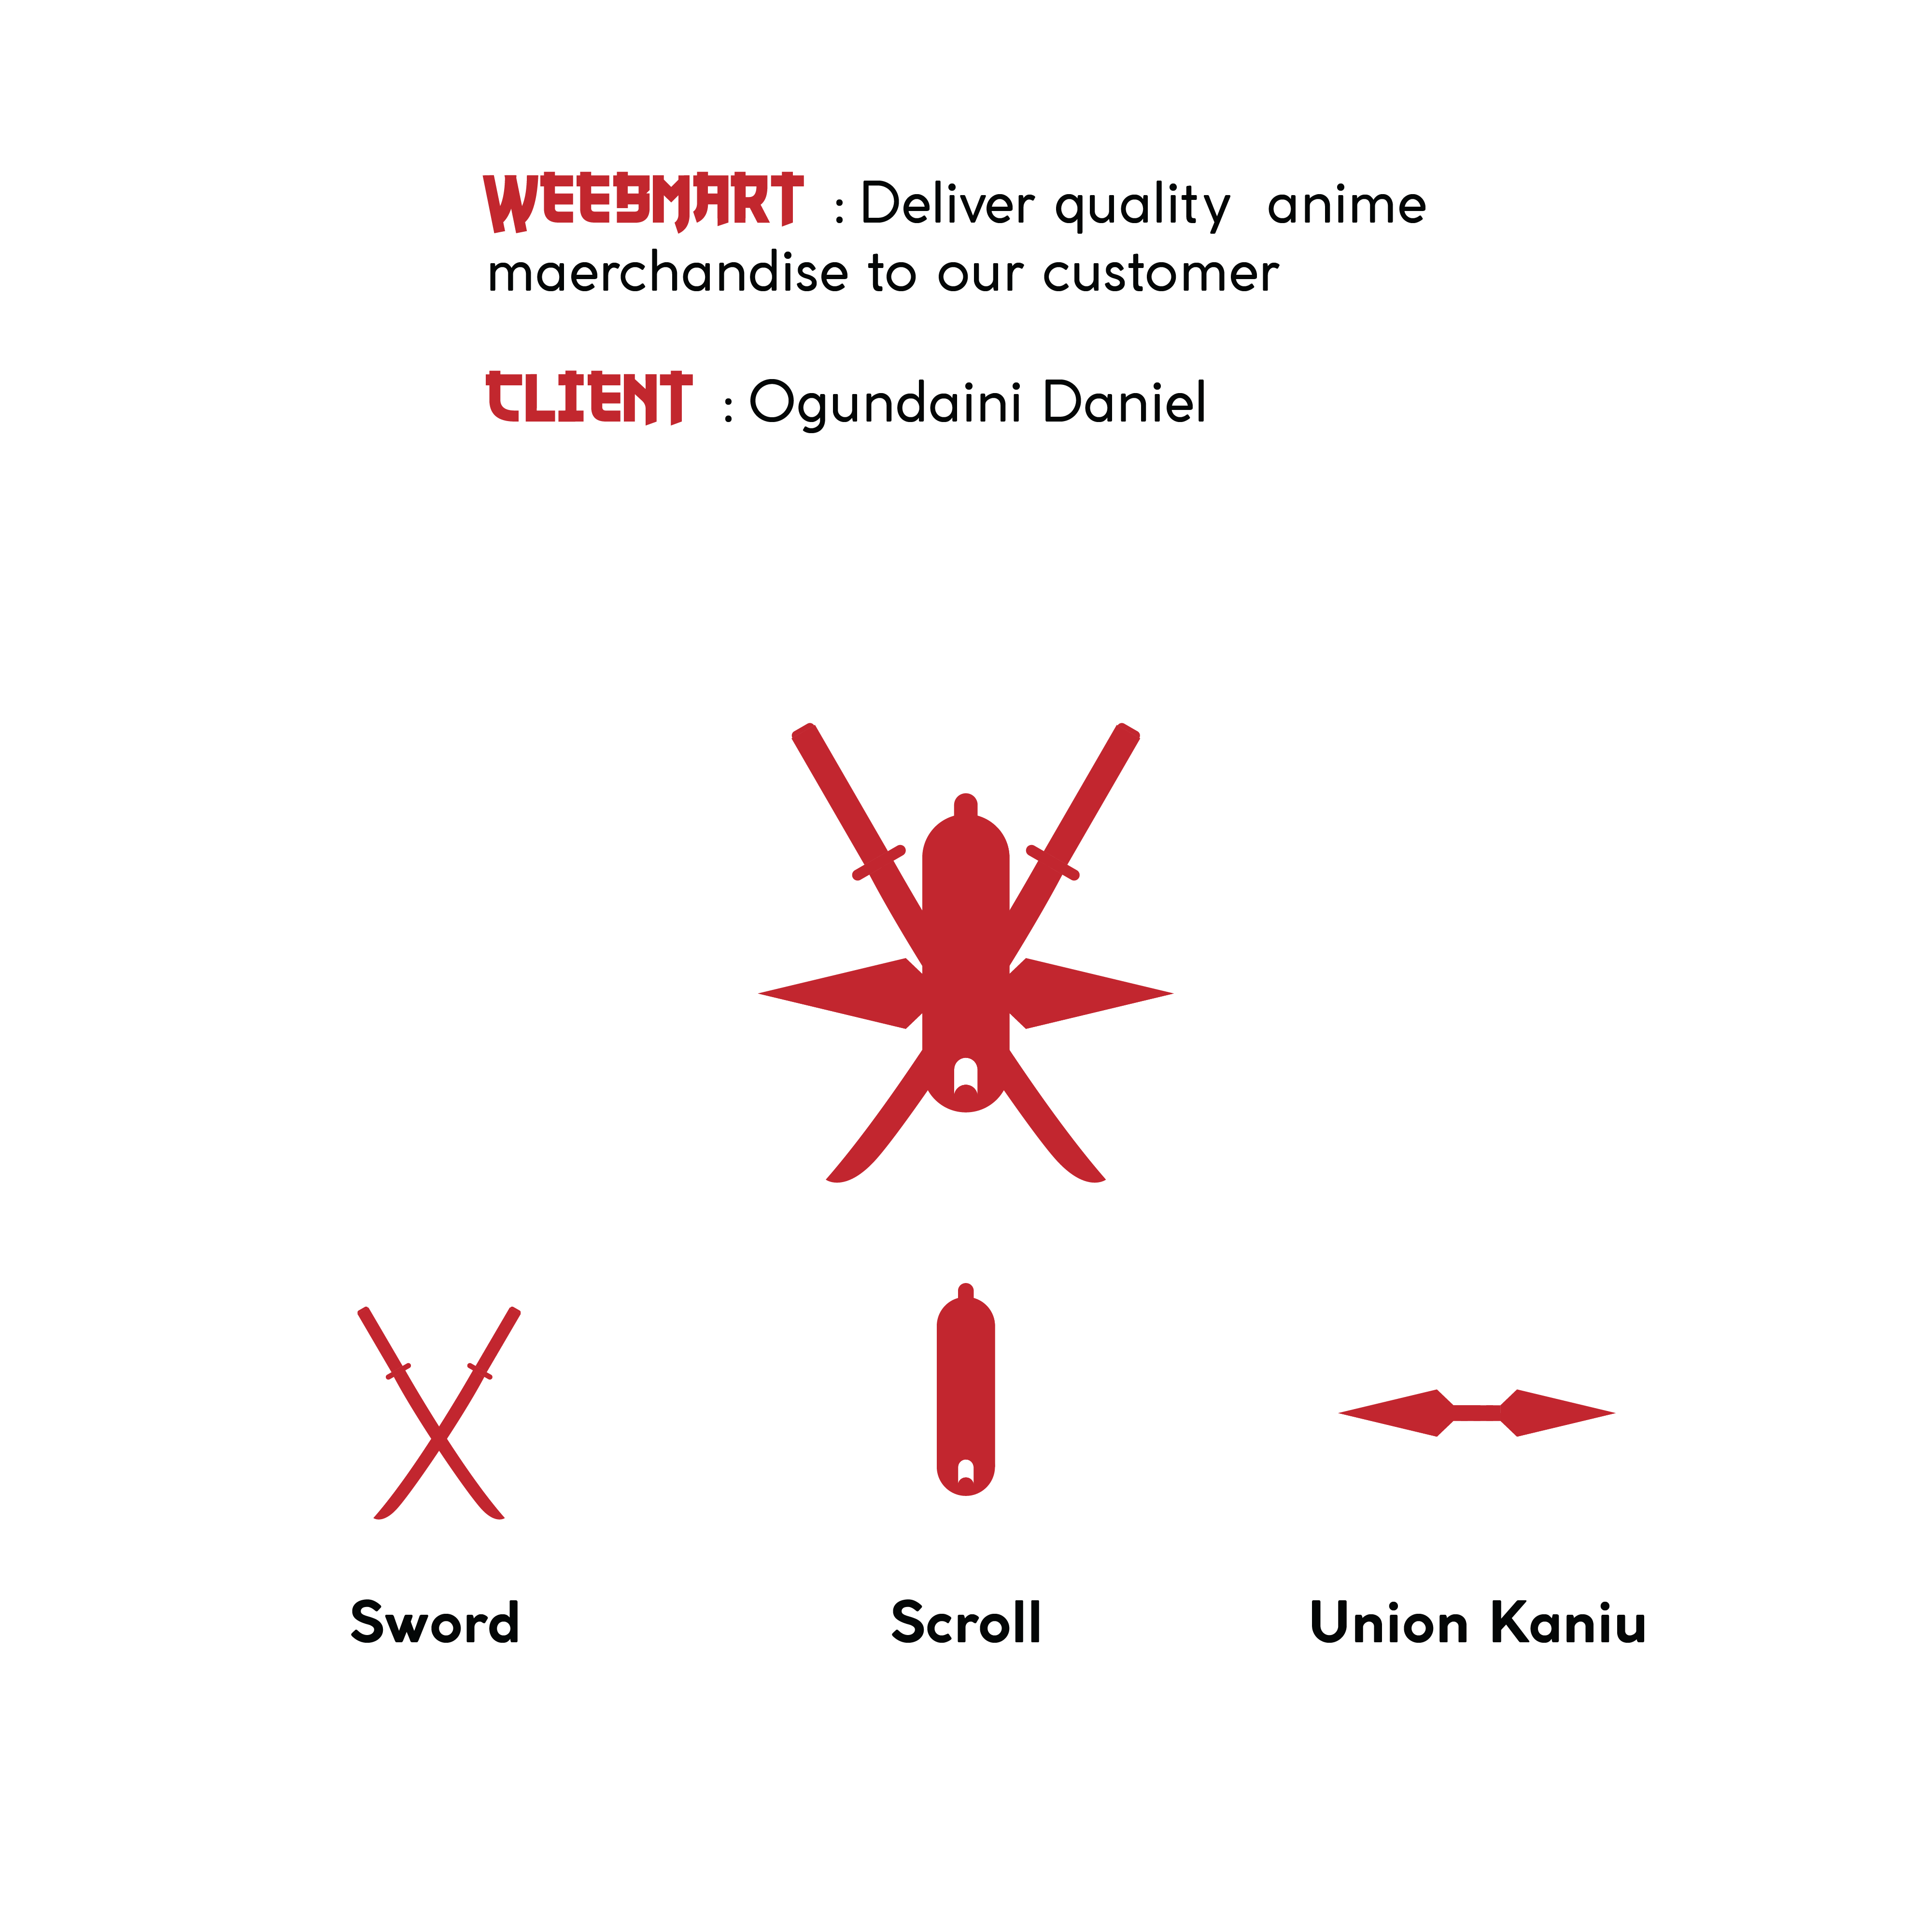 WEEBMART : Deliver quality anime
maerchandise to our customer
CLIENT : Ogundaini Daniel
Sword
Scroll
Union Kaniu